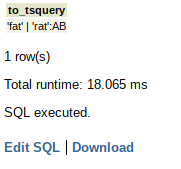 to_tsquery
'fat' | 'rat':AB
1 row(s)
Total runtime: 18.065 ms
SQL executed.
Edit SQL | Download